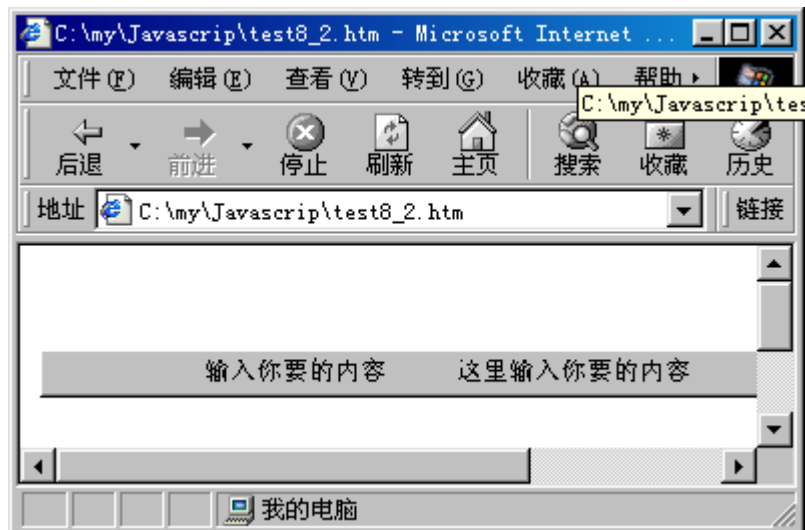 C:\my\Javascrip\test8_2.htm - Microsoft Internet ...
文件(F) 编辑(E) 查看(V) 转到(G) 收藏(A) 帮助
C:\my\Javascrip\tes
后退 前进 停止 刷新 主页 搜索 收藏 历史
地址 C:\my\Javascrip\test8_2.htm 链接
输入你要的内容 这里输入你要的内容
我的电脑